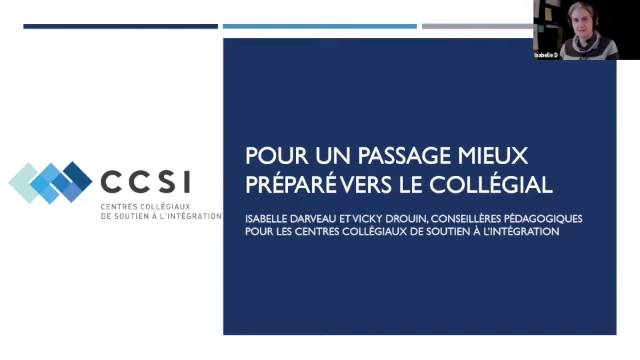 Isabelle D
POUR UN PASSAGE MIEUX
PRÉPARÉ VERS LE COLLÉGIAL
ISABELLE DARVEAU ET VICKY DROUIN, CONSEILLÈRES PÉDAGOGIQUES
POUR LES CENTRES COLLÉGIAUX DE SOUTIEN À L'INTÉGRATION
CCSI
CENTRES COLLÉGIAUX
DE SOUTIEN À L'INTÉGRATION